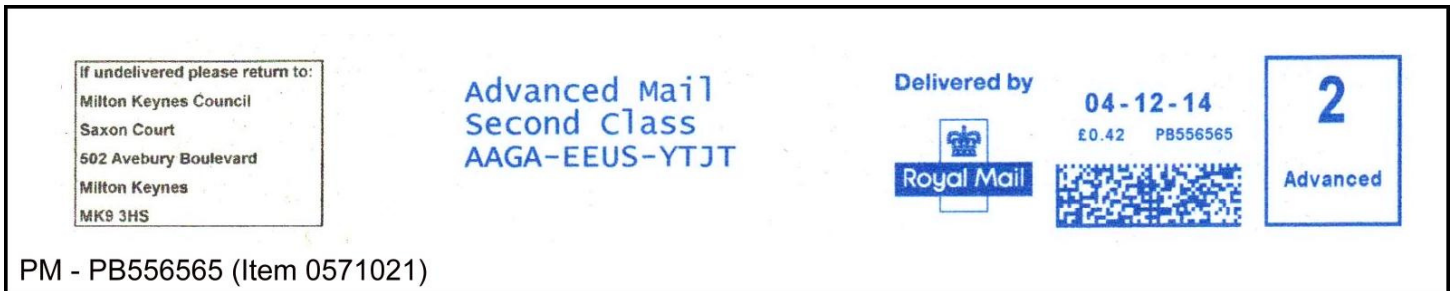 If undelivered please return to:
Milton Keynes Council
Saxon Court
502 Avebury Boulevard
Milton Keynes
MK9 3HS
Advanced Mail
Second Class
AAGA-EEUS-YTJT
Delivered by
Royal Mail
04-12-14
£0.42 PB556565
2
Advanced
PM - PB556565 (Item 0571021)